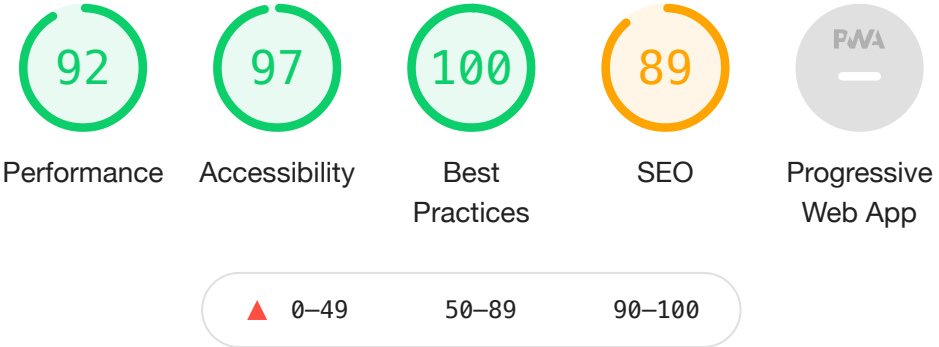 92 97 100 89 PWA
Performance Accessibility Best SEO Progressive
Practices Web App
0–49 50–89 90–100